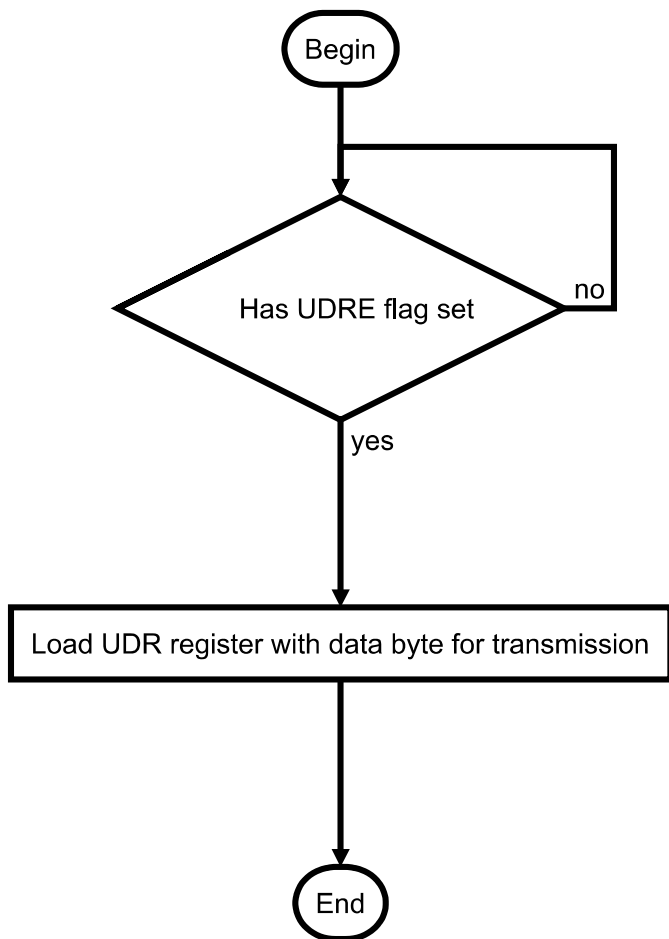 Begin
Has UDRE flag set
no
yes
Load UDR register with data byte for transmission
End